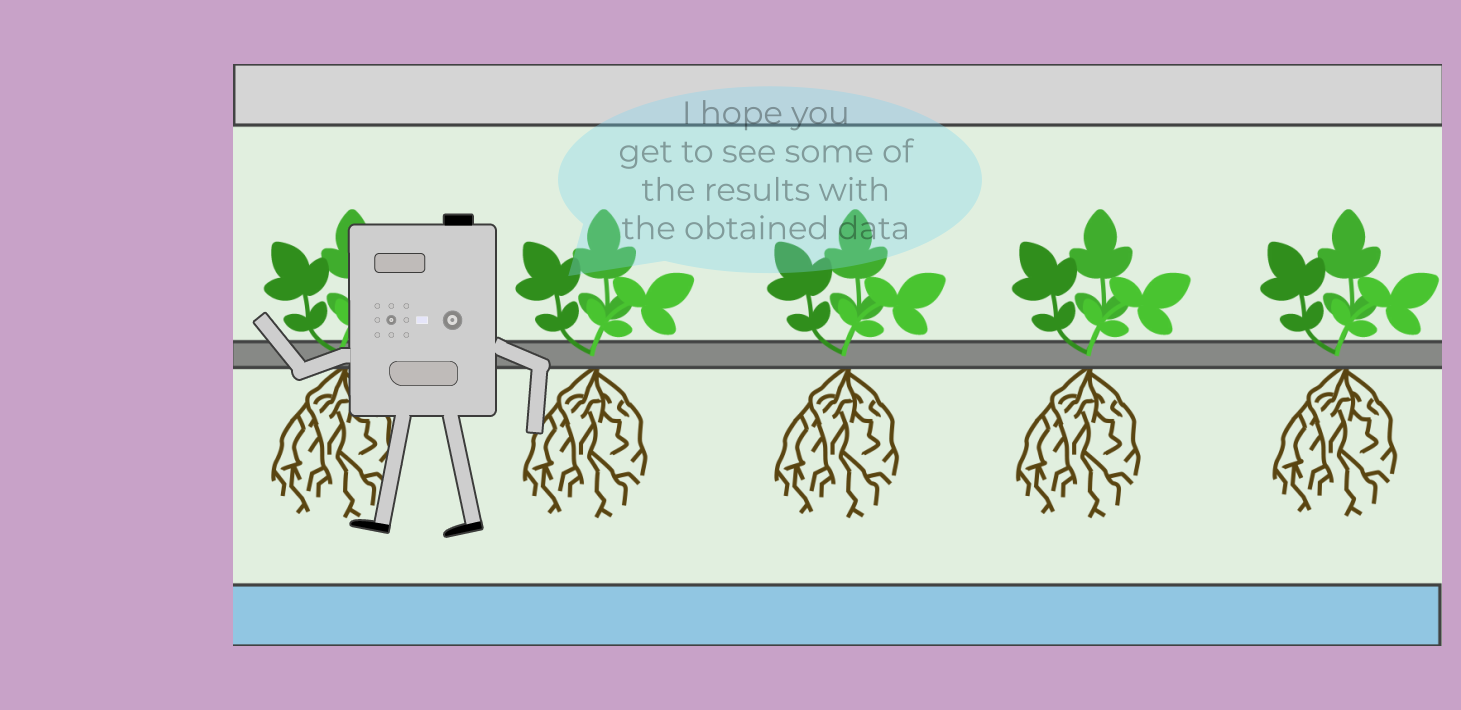 I hope you
get to see some of
the results with
the obtained data